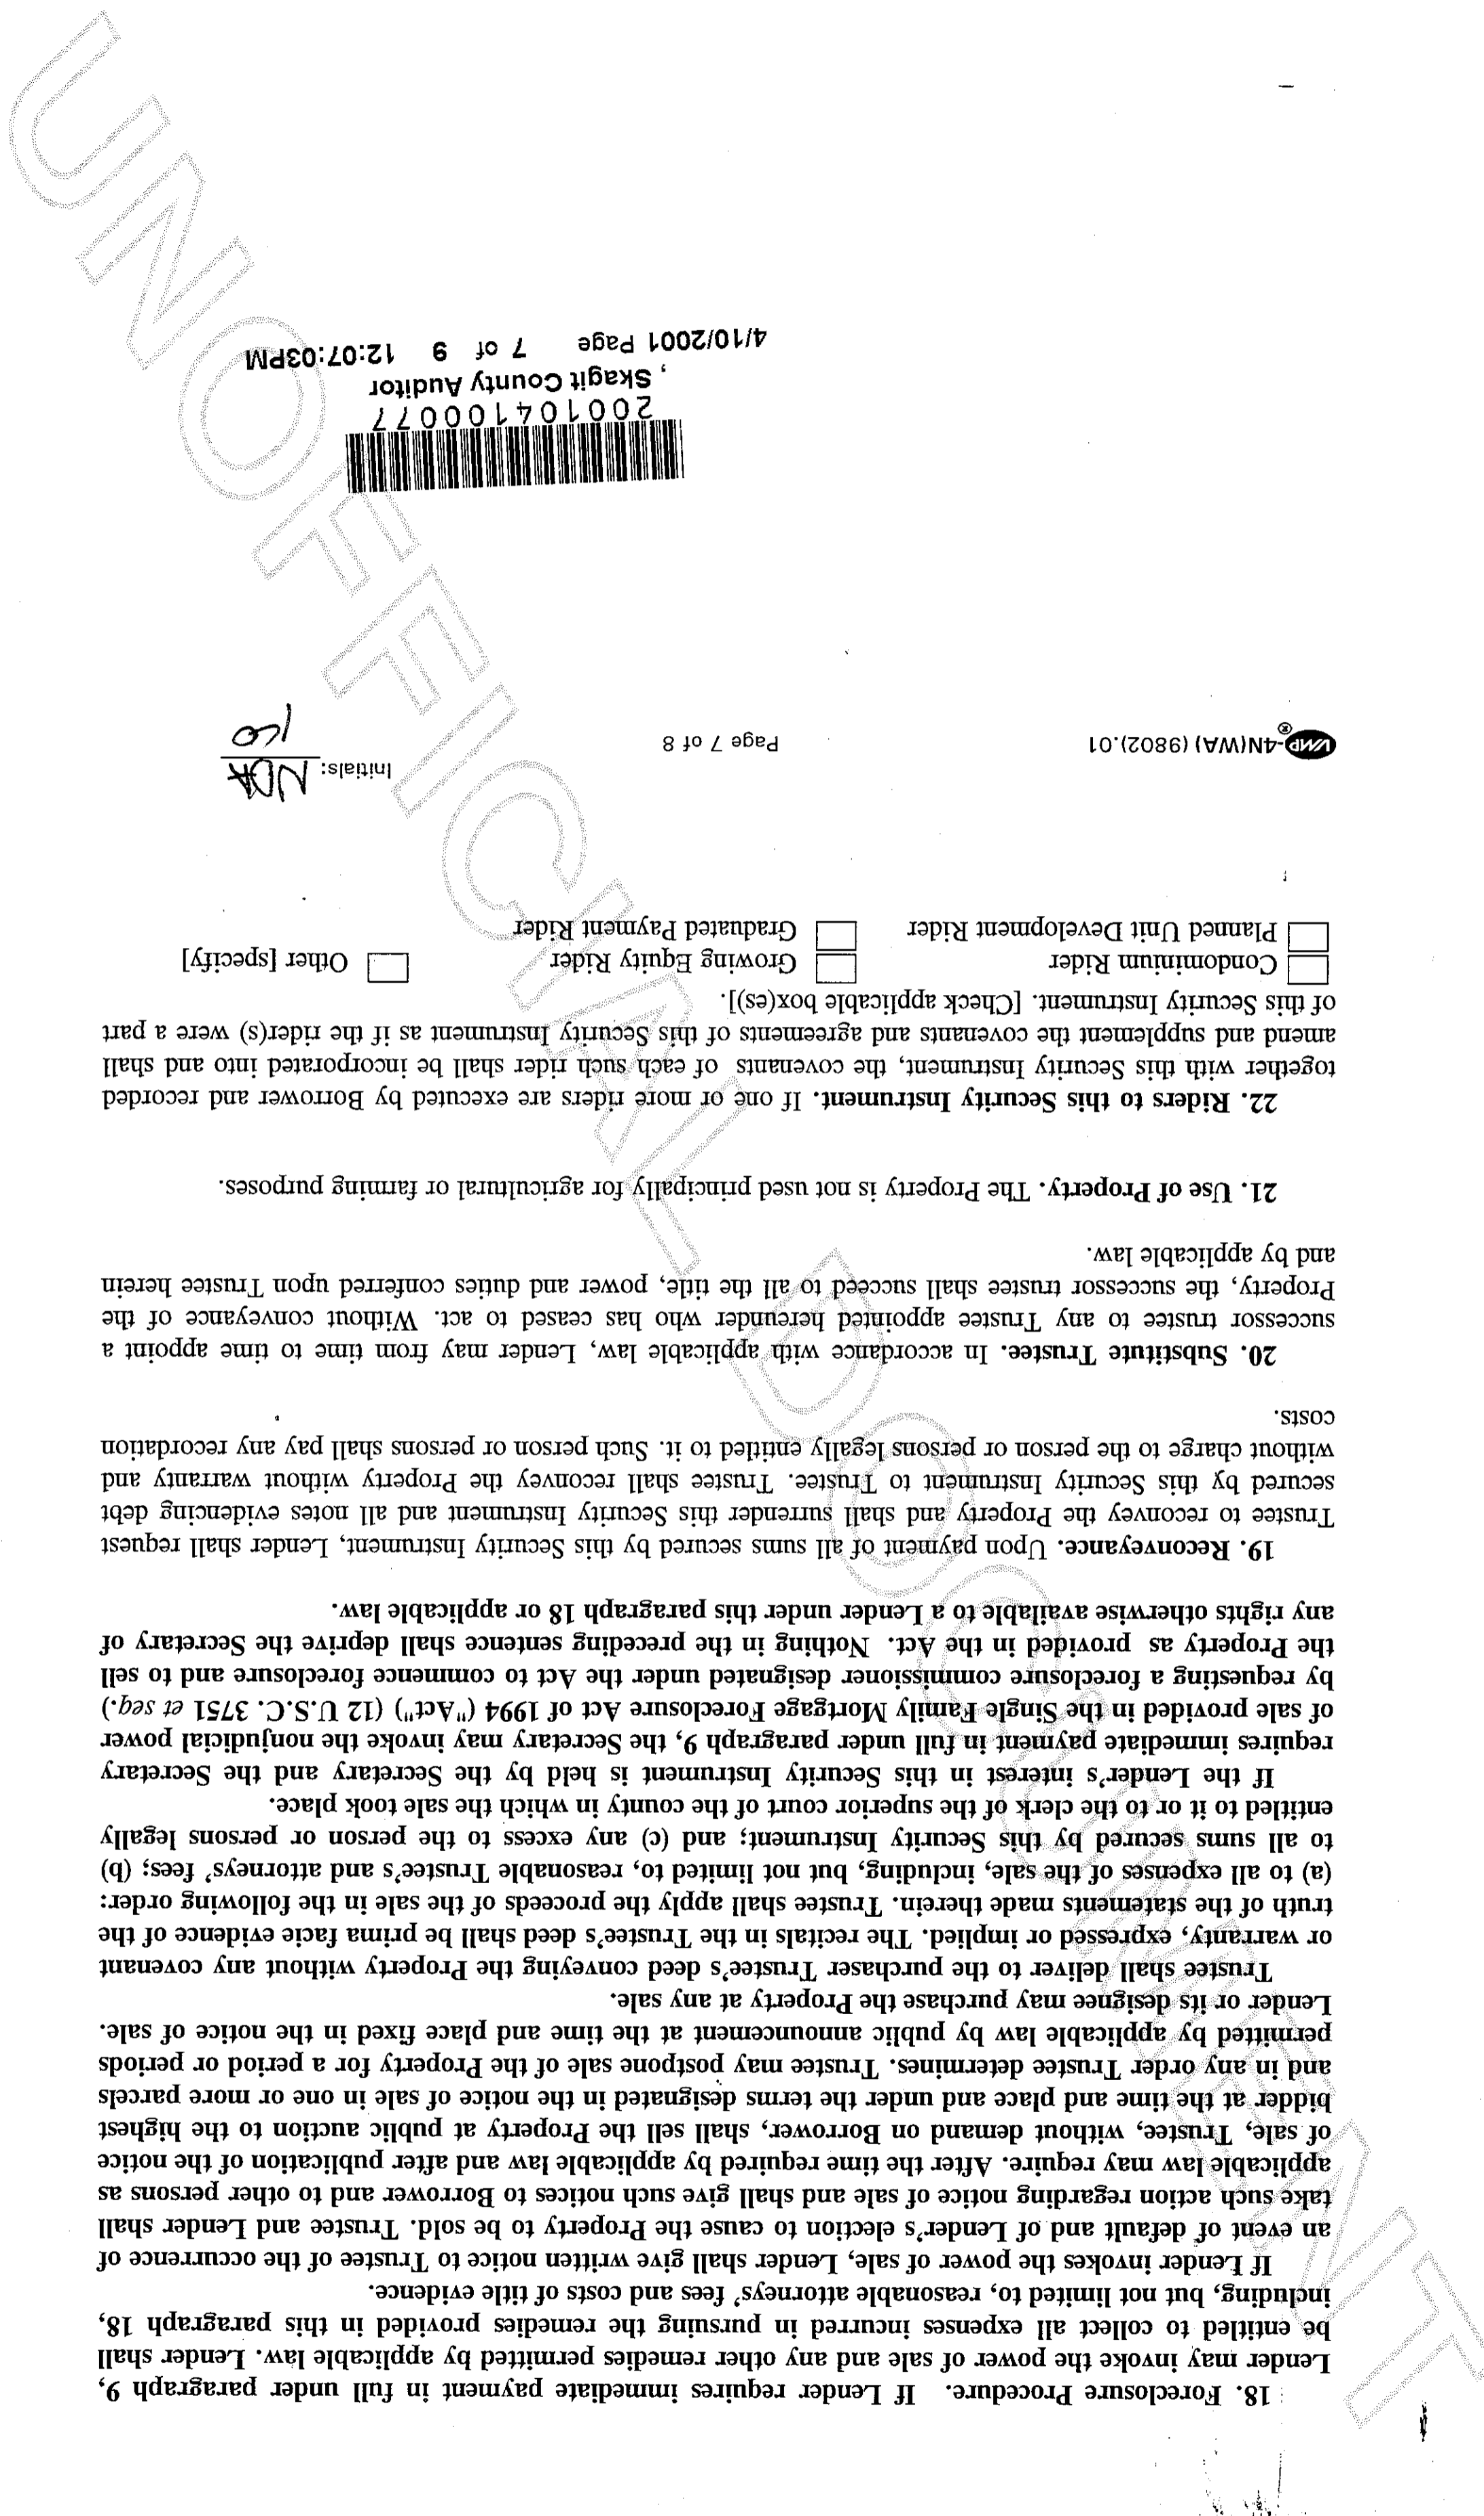 18. Foreclosure Procedure. If Lender requires immediate payment in full under paragraph 9,
Lender may invoke the power of sale and any other remedies permitted by applicable law. Lender shall
be entitled to collect all expenses incurred in pursuing the remedies provided in this paragraph 18,
including, but not limited to, reasonable attorneys' fees and costs of title evidence.
If Lender invokes the power of sale, Lender shall give written notice to Trustee of the occurrence of
an event of default and of Lender's election to cause the Property to be sold. Trustee and Lender shall
take such action regarding notice of sale and shall give such notices to Borrower and to other persons as
applicable law may require. After the time required by applicable law and after publication of the notice
of sale, Trustee, without demand on Borrower, shall sell the Property at public auction to the highest
bidder at the time and place and under the terms designated in the notice of sale in one or more parcels
and in any order Trustee determines. Trustee may postpone sale of the Property for a period or periods
permitted by applicable law by public announcement at the time and place fixed in the notice of sale.
Lender or its designee may purchase the Property at any sale.
Trustee shall deliver to the purchaser Trustee's deed conveying the Property without any covenant
or warranty, expressed or implied. The recitals in the Trustee's deed shall be prima facie evidence of the
truth of the statements made therein. Trustee shall apply the proceeds of the sale in the following order:
(a) to all expenses of the sale, including, but not limited to, reasonable Trustee's and attorneys' fees; (b)
to all sums secured by this Security Instrument; and (c) any excess to the person or persons legally
entitled to it or to the clerk of the superior court of the county in which the sale took place.
If the Lender's interest in this Security Instrument is held by the Secretary and the Secretary
requires immediate payment in full under paragraph 9, the Secretary may invoke the nonjudicial power
of sale provided in the Single Family Mortgage Foreclosure Act of 1994 ("Act") (12 U.S.C. 3751 et seq.)
by requesting a foreclosure commissioner designated under the Act to commence foreclosure and to sell
the Property as provided in the Act. Nothing in the preceding sentence shall deprive the Secretary of
any rights otherwise available to a Lender under this paragraph 18 or applicable law.
19. Reconveyance. Upon payment of all sums secured by this Security Instrument, Lender shall request
Trustee to reconvey the Property and shall surrender this Security Instrument and all notes evidencing debt
secured by this Security Instrument to Trustee. Trustee shall reconvey the Property without warranty and
without charge to the person or persons legally entitled to it. Such person or persons shall pay any recordation
costs.
20. Substitute Trustee. In accordance with applicable law, Lender may from time to time appoint a
successor trustee to any Trustee appointed hereunder who has ceased to act. Without conveyance of the
Property, the successor trustee shall succeed to all the title, power and duties conferred upon Trustee herein
and by applicable law.
21. Use of Property. The Property is not used principally for agricultural or farming purposes.
22. Riders to this Security Instrument. If one or more riders are executed by Borrower and recorded
together with this Security Instrument, the covenants of each such rider shall be incorporated into and shall
amend and supplement the covenants and agreements of this Security Instrument as if the rider(s) were a part
of this Security Instrument. [Check applicable box(es)].
Condominium Rider Growing Equity Rider Other [specify]
Planned Unit Development Rider Graduated Payment Rider
Initials: NDA
VMP®-4N(WA) (9802).01 Page 7 of 8
200104100077
, Skagit County Auditor
4/10/2001 Page 7 of 9 12:07:03PM
UNOFFICIAL DOCUMENT